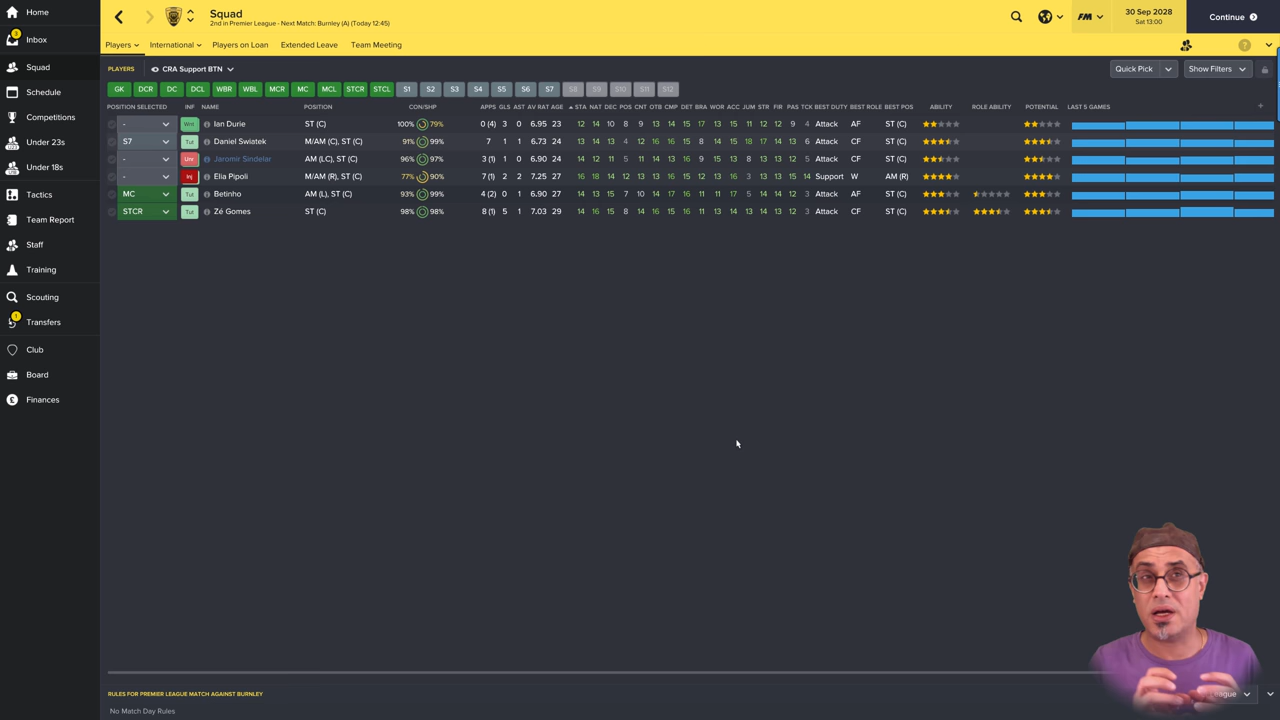 Home
3
Inbox
Squad
Schedule
Competitions
Under 23s
Under 18s
Tactics
Team Report
Staff
Training
Scouting
1
Transfers
Club
Board
Finances
Squad
2nd in Premier League - Next Match: Burnley (A) (Today 12:45)
FM
30 Sep 2028
Sat 13:00
Continue
Players
International
Players on Loan
Extended Leave
Team Meeting
?
PLAYERS
CRA Support BTN
Quick Pick
Show Filters
GK DCR DC DCL WBR WBL MCR MC MCL STCR STCL S1 S2 S3 S4 S5 S6 S7 S8 S9 S10 S11 S12
POSITION SELECTED INF NAME POSITION CON/SHP APPS GLS AST AV RAT AGE STA NAT DEC POS CNT OTB CMP DET BRA WOR ACC JUM STR FIR PAS TCK BEST DUTY BEST ROLE BEST POS ABILITY ROLE ABILITY POTENTIAL LAST 5 GAMES
- Wnt Ian Durie ST (C) 100% 79% 0 (4) 3 0 6.95 23 12 14 10 8 9 13 14 15 17 13 15 11 12 12 9 4 Attack AF ST (C)
S7 Tut Daniel Swiatek M/AM (C), ST (C) 91% 99% 7 1 1 6.73 24 13 14 13 4 12 16 16 15 8 14 15 18 17 14 13 6 Attack CF ST (C)
- Unr Jaromir Sindelar AM (LC), ST (C) 96% 97% 3 (1) 1 0 6.90 24 14 12 11 5 11 14 13 16 9 15 13 8 13 13 12 5 Attack CF ST (C)
- Inj Elia Pipoli M/AM (R), ST (C) 77% 90% 7 (1) 2 2 7.25 27 16 18 14 12 13 13 16 16 12 13 16 3 13 13 15 14 Support W AM (R)
MC Tut Betinho AM (L), ST (C) 93% 99% 4 (2) 0 1 6.90 27 14 13 15 7 10 14 17 16 11 11 17 5 14 14 12 3 Attack CF ST (C)
STCR Tut Zé Gomes ST (C) 98% 98% 8 (1) 5 1 7.03 29 14 16 15 8 14 16 15 16 11 13 14 13 14 13 12 3 Attack CF ST (C)
RULES FOR PREMIER LEAGUE MATCH AGAINST BURNLEY
No Match Day Rules